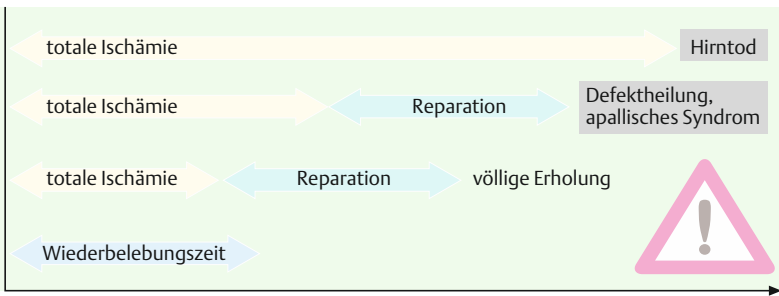 totale Ischämie Hirntod
totale Ischämie Reparation Defektheilung,
apallisches Syndrom
totale Ischämie Reparation völlige Erholung
Wiederbelebungszeit
!